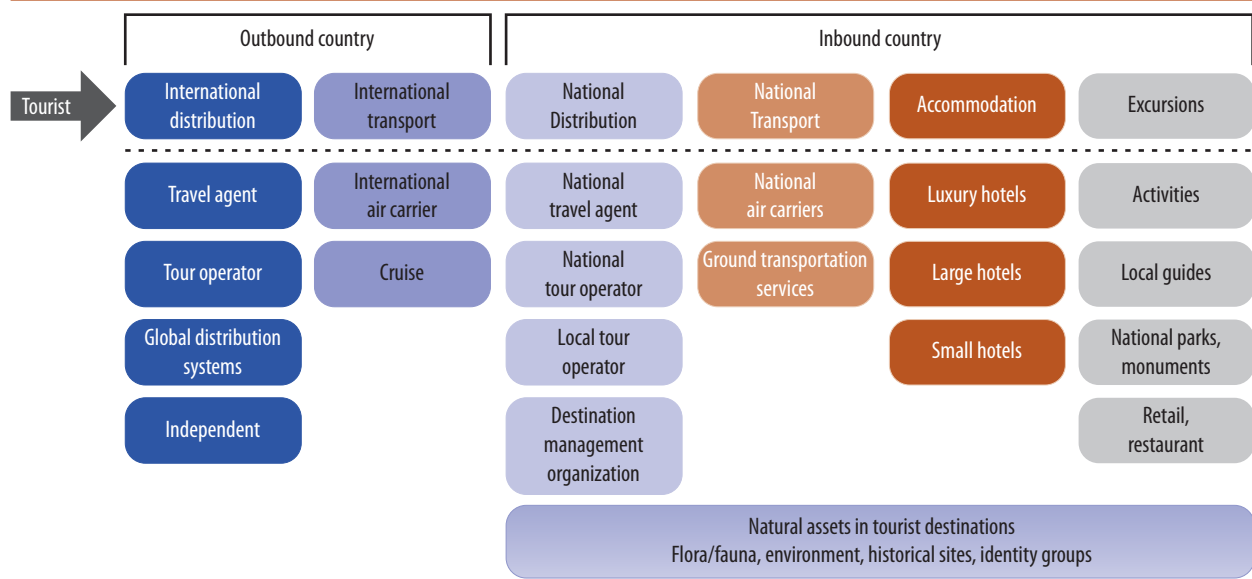 Outbound country
Inbound country
Tourist
International
distribution
International
transport
National
Distribution
National
Transport
Accommodation
Excursions
Travel agent
International
air carrier
National
travel agent
National
air carriers
Luxury hotels
Activities
Tour operator
Cruise
National
tour operator
Ground transportation
services
Large hotels
Local guides
Global distribution
systems
Local tour
operator
Small hotels
National parks,
monuments
Independent
Destination
management
organization
Retail,
restaurant
Natural assets in tourist destinations
Flora/fauna, environment, historical sites, identity groups